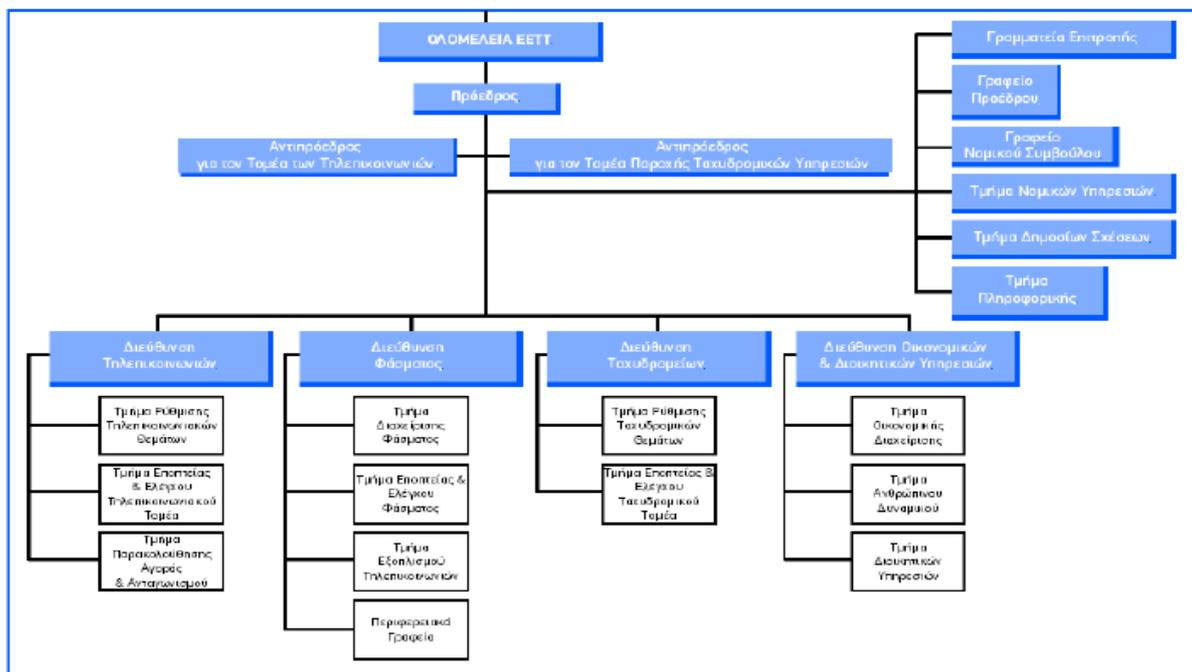 ΟΛΟΜΕΛΕΙΑ ΕΕΤΤ
Πρόεδρος
Αντιπρόεδρος
για τον Τομέα των Τηλεπικοινωνιών
Αντιπρόεδρος
για τον Τομέα Παροχής Ταχυδρομικών Υπηρεσιών
Γραμματεία Επιτροπής
Γραφείο
Προέδρου
Γραφείο
Νομικού Συμβούλου
Τμήμα Νομικών Υπηρεσιών
Τμήμα Δημοσίων Σχέσεων
Τμήμα
Πληροφορικής
Διεύθυνση
Τηλεπικοινωνιών
Τμήμα Ρύθμισης
Τηλεπικοινωνιακών
Θεμάτων
Τμήμα Εποπτείας
& Ελέγχου
Τηλεπικοινωνιακού
Τομέα
Τμήμα
Παρακολούθησης
Αγοράς
& Ανταγωνισμού
Διεύθυνση
Φάσματος
Τμήμα
Διαχείρισης
Φάσματος
Τμήμα Εποπτείας &
Ελέγχου
Φάσματος
Τμήμα
Εξοπλισμού
Τηλεπικοινωνιών
Περιφερειακά
Γραφεία
Διεύθυνση
Ταχυδρομείων
Τμήμα Ρύθμισης
Ταχυδρομικών
Θεμάτων
Τμήμα Εποπτείας &
Ελέγχου
Ταχυδρομικού
Τομέα
Διεύθυνση Οικονομικών
& Διοικητικών Υπηρεσιών
Τμήμα
Οικονομικής
Διαχείρισης
Τμήμα
Ανθρώπινου
Δυναμικού
Τμήμα
Διοικητικών
Υπηρεσιών